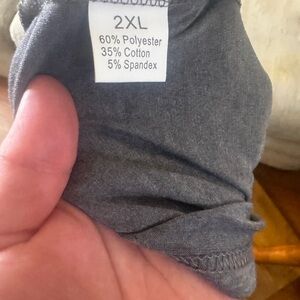 2XL
60% Polyester
35% Cotton
5% Spandex